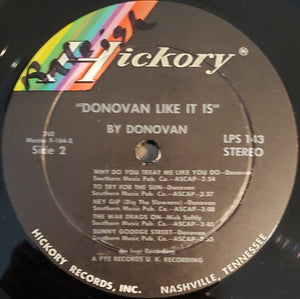 Hickory®
"DONOVAN LIKE IT IS"
BY DONOVAN
Side 2
LPS 143
STEREO
WHY DO YOU TREAT ME LIKE YOU DO-Donovan
Southern Music Pub. Co.-ASCAP-2:54
TO TRY FOR THE SUN-Donovan
Southern Music Pub. Co.-ASCAP-3:37
HEY GIP (Dig The Slowness)-Donovan
Southern Music Pub. Co.-ASCAP
THE WAR DRAGS ON-Mick Softly
Southern Music Pub. Co.-ASCAP
SUNNY GOODGE STREET-Donovan
Southern Music Pub. Co.-ASCAP
A PYE RECORDS U. K. RECORDING
HICKORY RECORDS, INC. NASHVILLE, TENNESSEE